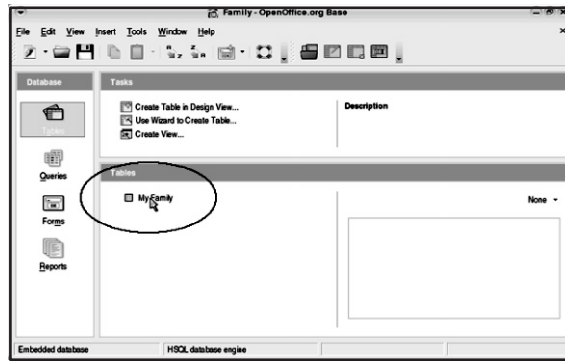 Family - OpenOffice.org Base
File Edit View Insert Tools Window Help
Database
Tables
Queries
Forms
Reports
Tasks
Create Table in Design View...
Use Wizard to Create Table...
Create View...
Description
Tables
My Family
None
Embedded database HSQL database engine